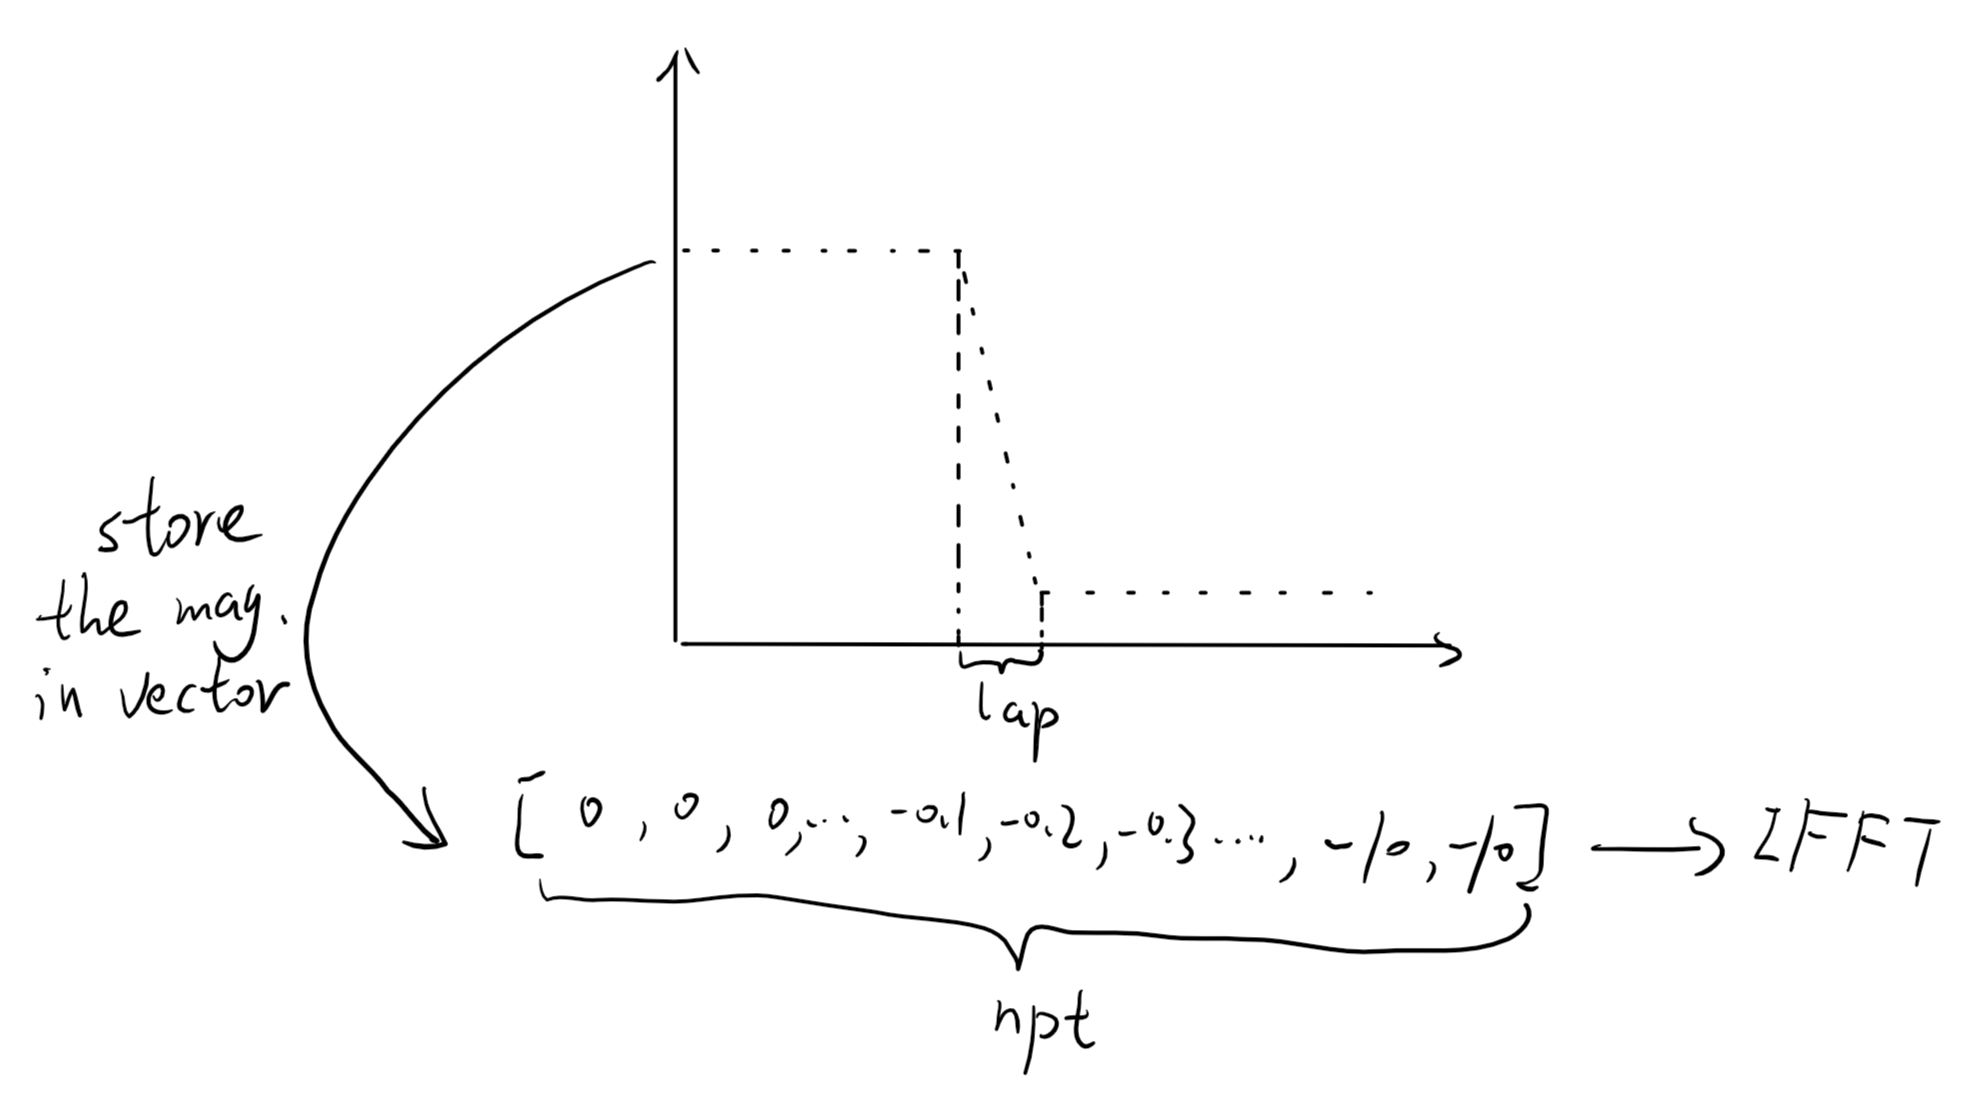 store
the mag.
in vector
lap
[ 0 , 0 , 0, ... , -0.1 , -0.2 , -0.3 .... , -10 , -10 ] → IFFT
npt